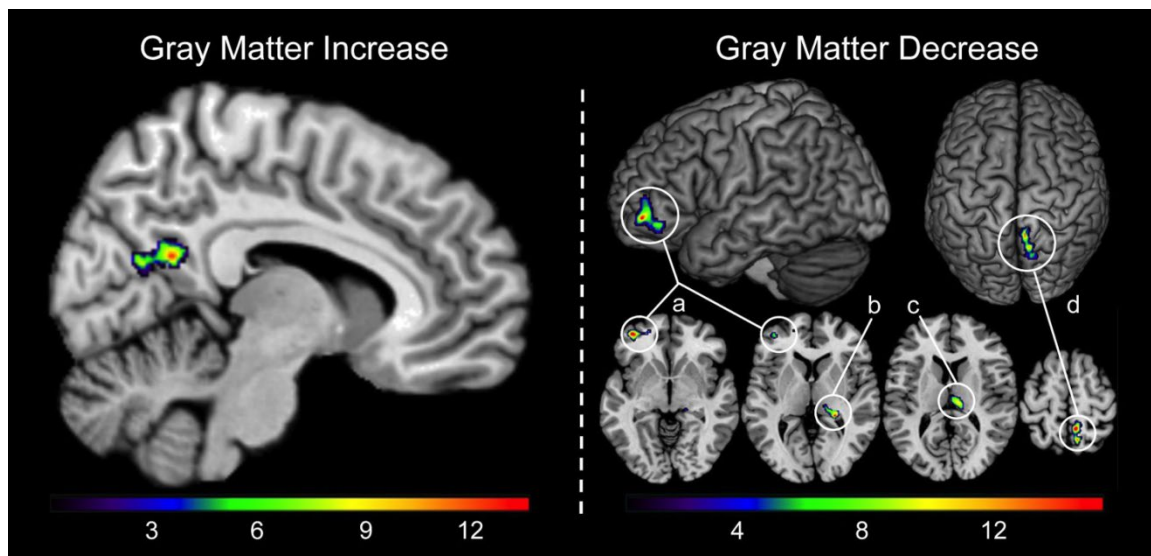 Gray Matter Increase
Gray Matter Decrease
a
b
c
d
3 6 9 12
4 8 12